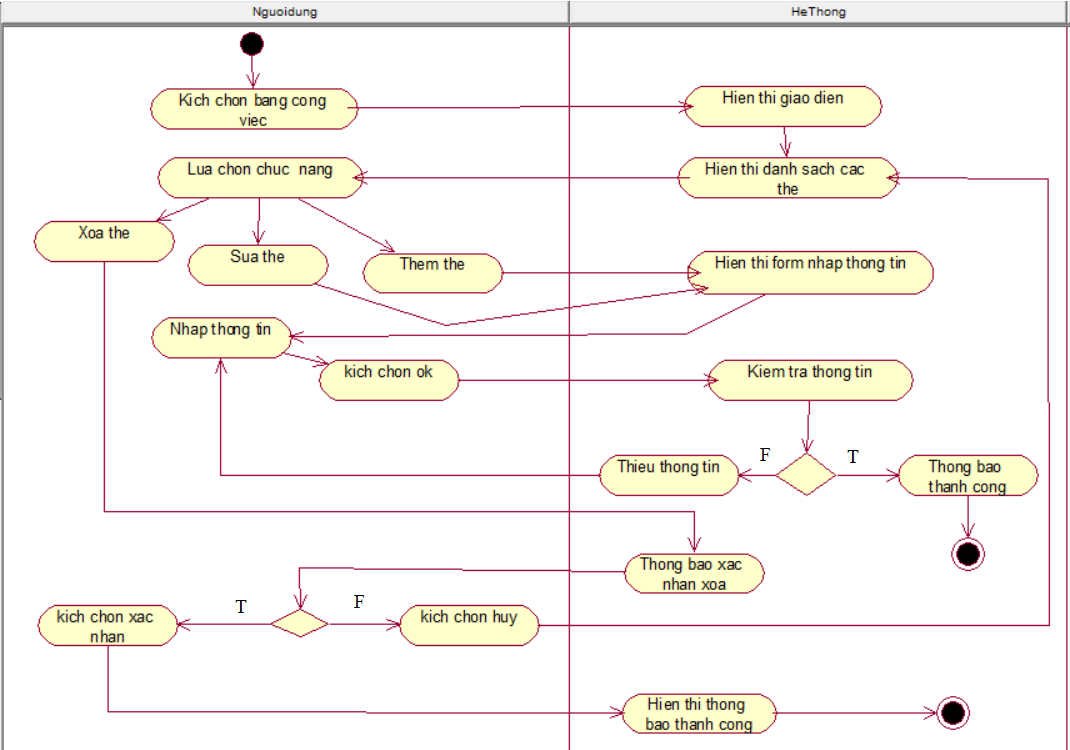 Nguoidung
HeThong
Kich chon bang cong
viec
Hien thi giao dien
Lua chon chuc nang
Hien thi danh sach cac
the
Xoa the
Sua the
Them the
Hien thi form nhap thong tin
Nhap thong tin
kich chon ok
Kiem tra thong tin
Thieu thong tin
F
T
Thong bao
thanh cong
Thong bao xac
nhan xoa
kich chon xac
nhan
T
F
kich chon huy
Hien thi thong
bao thanh cong